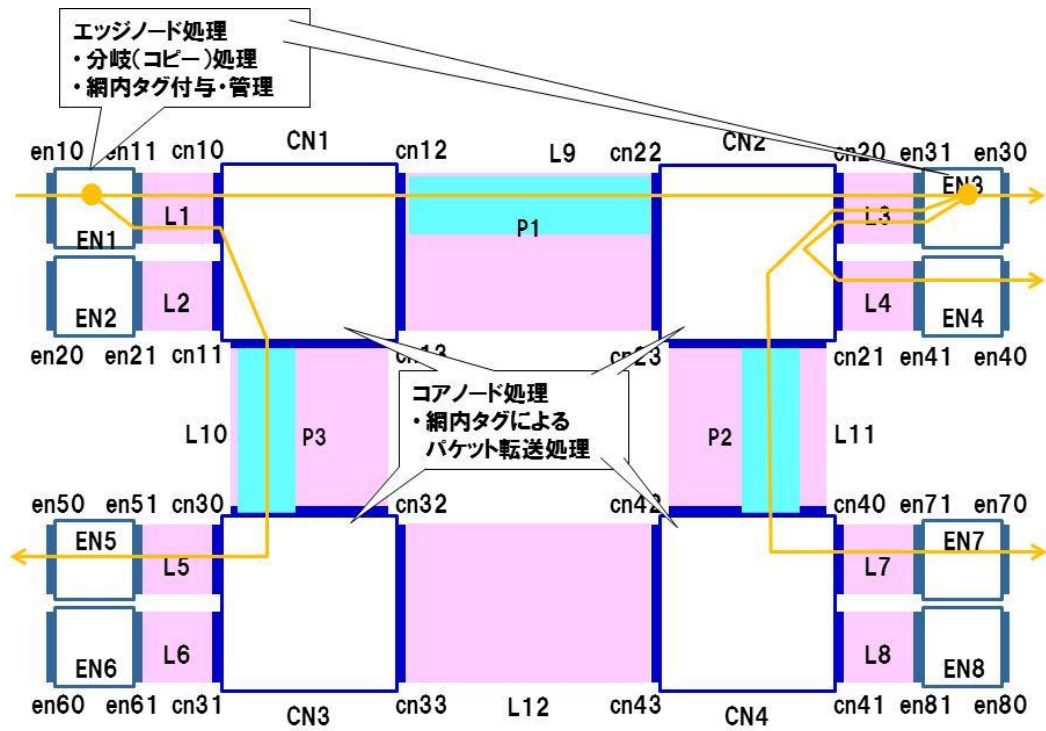 エッジノード処理
・分岐(コピー)処理
・網内タグ付与・管理
en10 en11 cn10 CN1 cn12 L9 cn22 CN2 cn20 en31 en30
EN1 L1 P1 L3 EN3
EN2 L2 L4 EN4
en20 en21 cn11 cn13 cn23 cn21 en41 en40
コアノード処理
・網内タグによる
パケット転送処理
L10 P3 P2 L11
en50 en51 cn30 cn32 cn42 cn40 en71 en70
EN5 L5 L7 EN7
EN6 L6 L8 EN8
en60 en61 cn31 CN3 cn33 L12 cn43 CN4 cn41 en81 en80